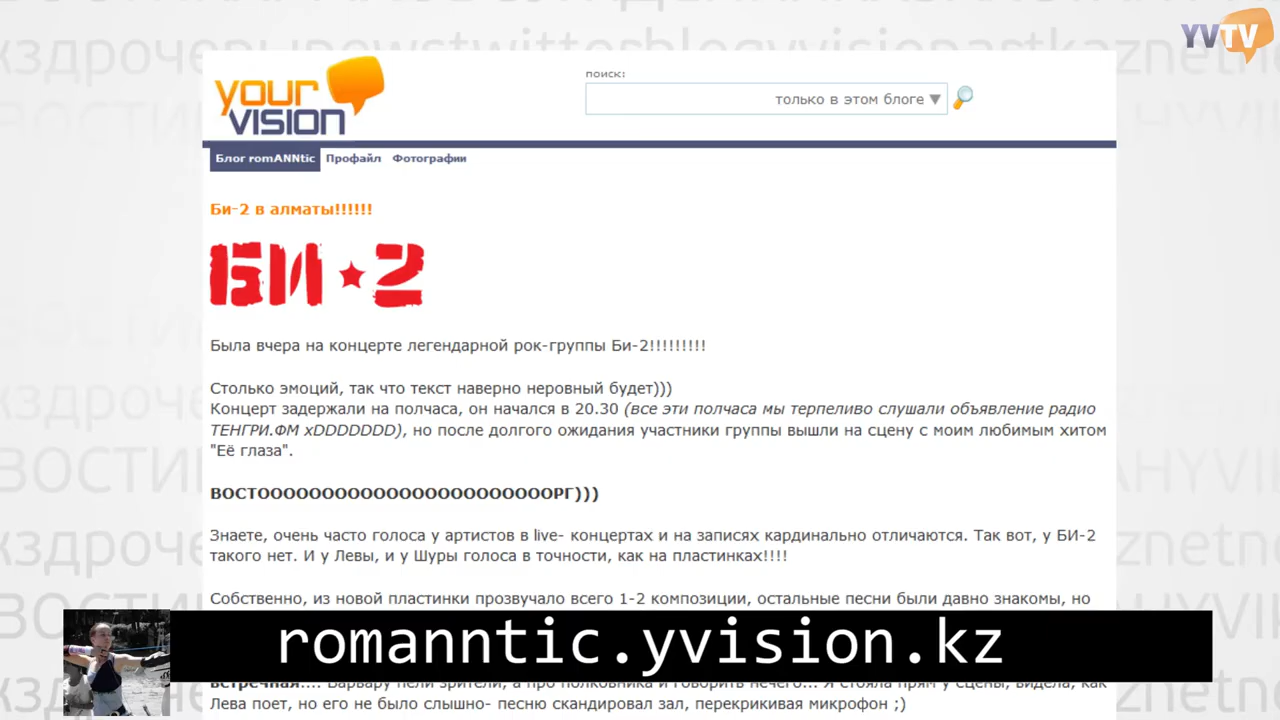 YVTV
your
VISION
поиск:
только в этом блоге ▼
Блог romANNtic Профайл Фотографии
Би-2 в алматы!!!!!!
БИ★2
Была вчера на концерте легендарной рок-группы Би-2!!!!!!!!!
Столько эмоций, так что текст наверно неровный будет)))
Концерт задержали на полчаса, он начался в 20.30 (все эти полчаса мы терпеливо слушали объявление радио
ТЕНГРИ.ФМ xDDDDDDD), но после долгого ожидания участники группы вышли на сцену с моим любимым хитом
"Её глаза".
ВОСТОООООООООООООООООООООООРГ)))
Знаете, очень часто голоса у артистов в live- концертах и на записях кардинально отличаются. Так вот, у БИ-2
такого нет. И у Левы, и у Шуры голоса в точности, как на пластинках!!!!
Собственно, из новой пластинки прозвучало всего 1-2 композиции, остальные песни были давно знакомы, но
romanntic.yvision.kz
встречная.... Варвару пели зрители, а про полковника и говорить нечего... Я стояла прям у сцены, видела, как
Лева поет, но его не было слышно- песню скандировал зал, перекрикивая микрофон ;)